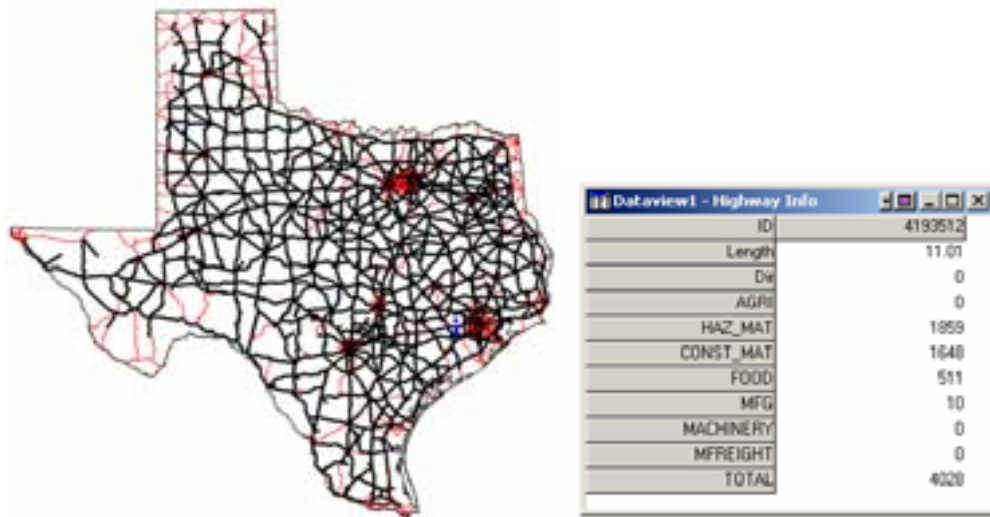 Dataview1 - Highway Info
ID 4193512
Length 11.01
Dir 0
AGRI 0
HAZ_MAT 1859
CONST_MAT 1648
FOOD 511
MFG 10
MACHINERY 0
MFREIGHT 0
TOTAL 4028